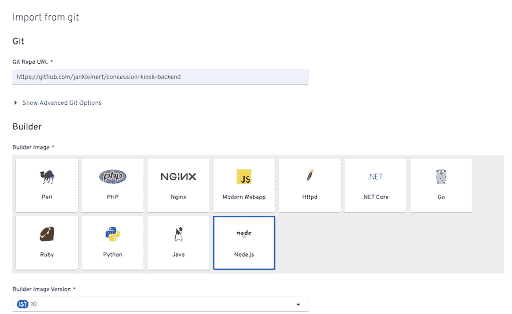 Import from git
Git
Git Repo URL *
https://github.com/jankleinert/concession-kiosk-backend
Show Advanced Git Options
Builder
Builder Image *
php
NGINX
JS
.NET
Perl
PHP
Nginx
Modern Webapp
Httpd
.NET Core
Go
node
Ruby
Python
Java
Node.js
Builder Image Version *
IST 10